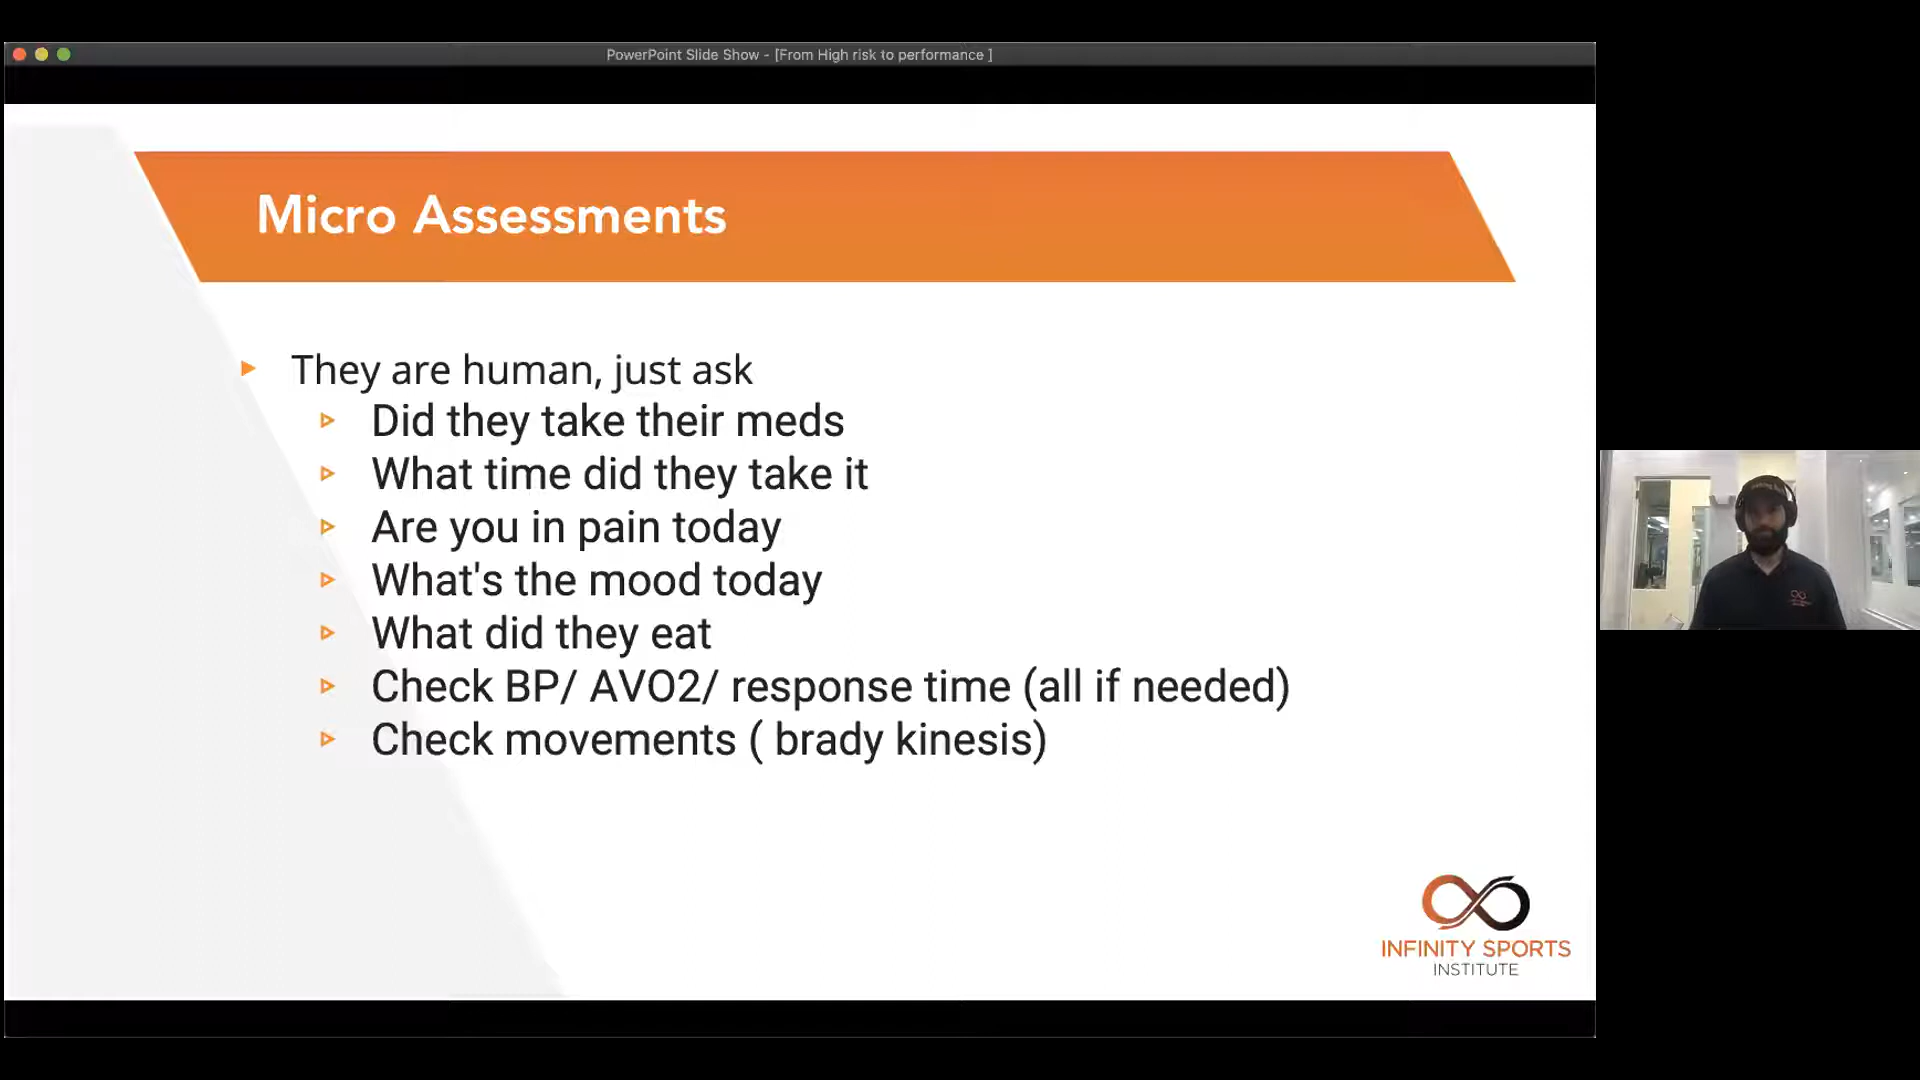 PowerPoint Slide Show - [From High risk to performance ]
Micro Assessments
They are human, just ask
Did they take their meds
What time did they take it
Are you in pain today
What's the mood today
What did they eat
Check BP/ AVO2/ response time (all if needed)
Check movements ( brady kinesis)
INFINITY SPORTS
INSTITUTE